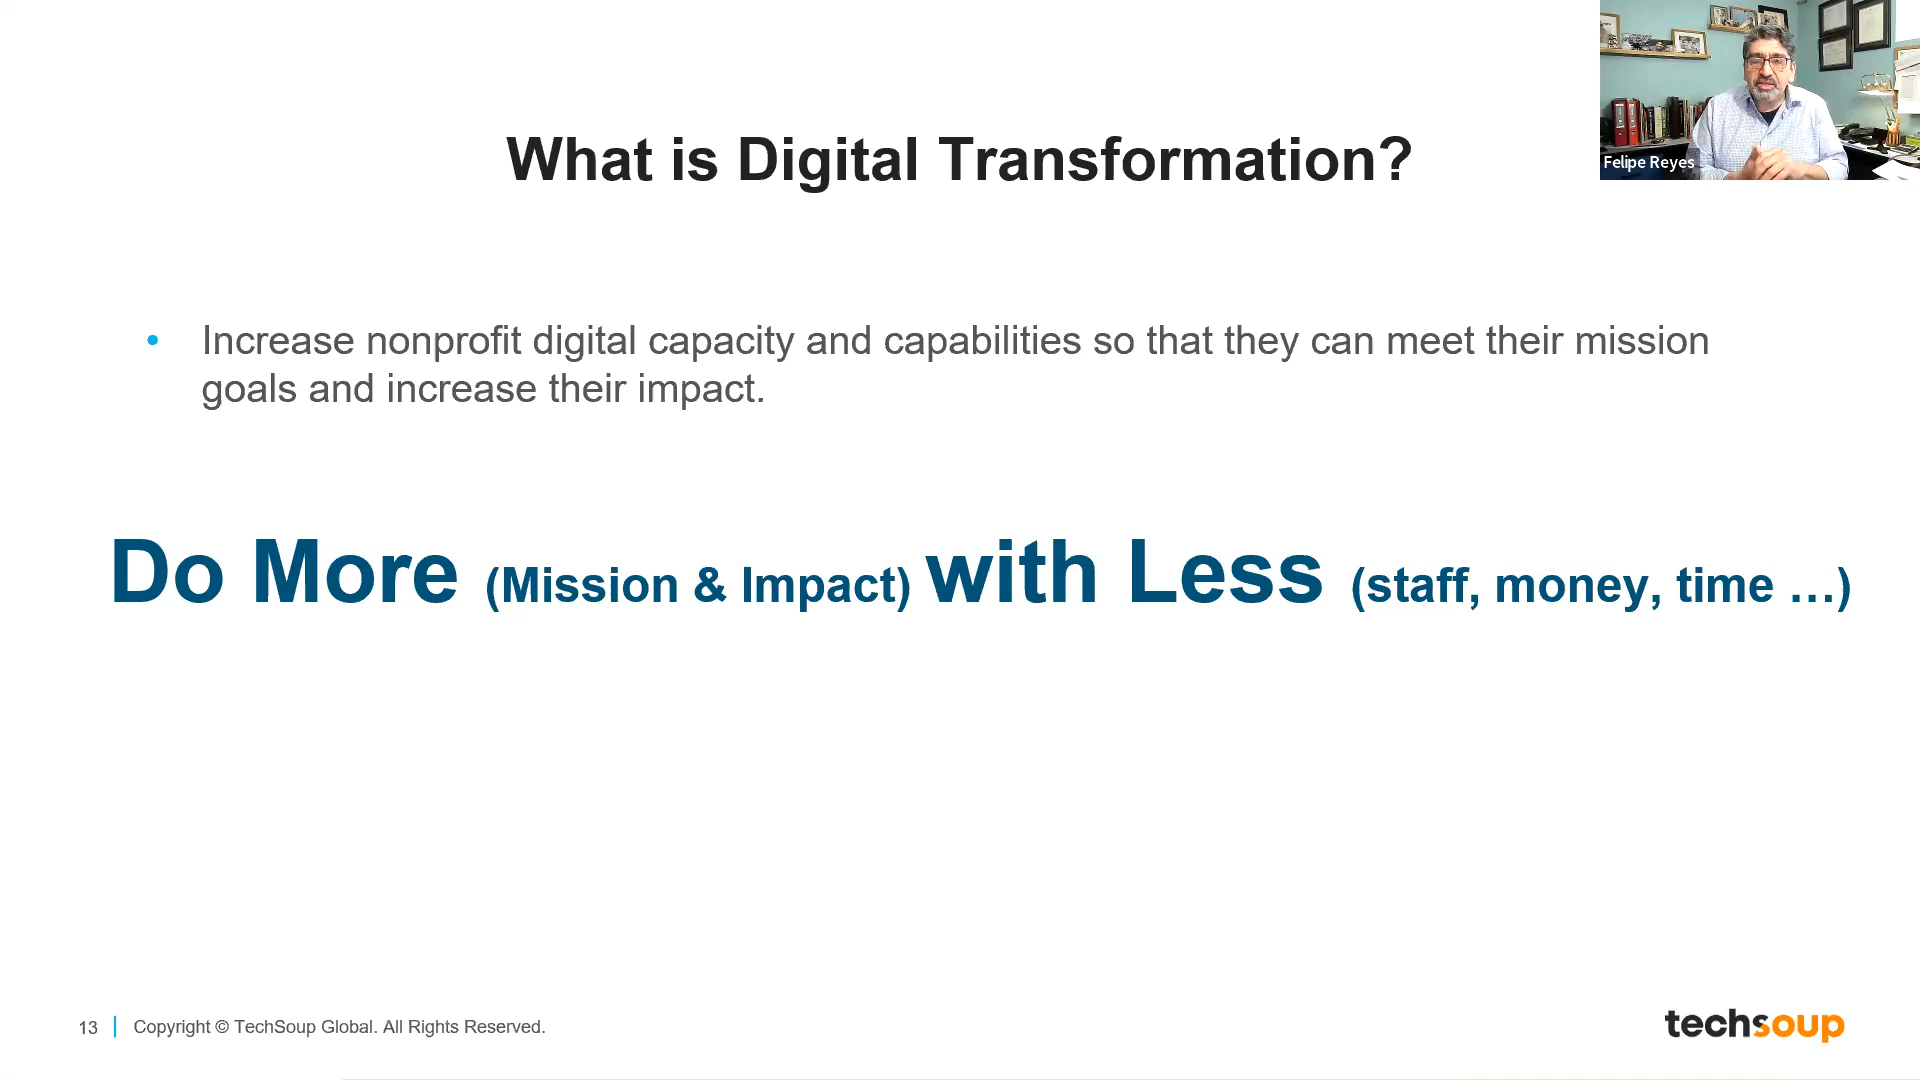 What is Digital Transformation?
Felipe Reyes
• Increase nonprofit digital capacity and capabilities so that they can meet their mission
goals and increase their impact.
Do More (Mission & Impact) with Less (staff, money, time …)
13 | Copyright © TechSoup Global. All Rights Reserved.
techsoup